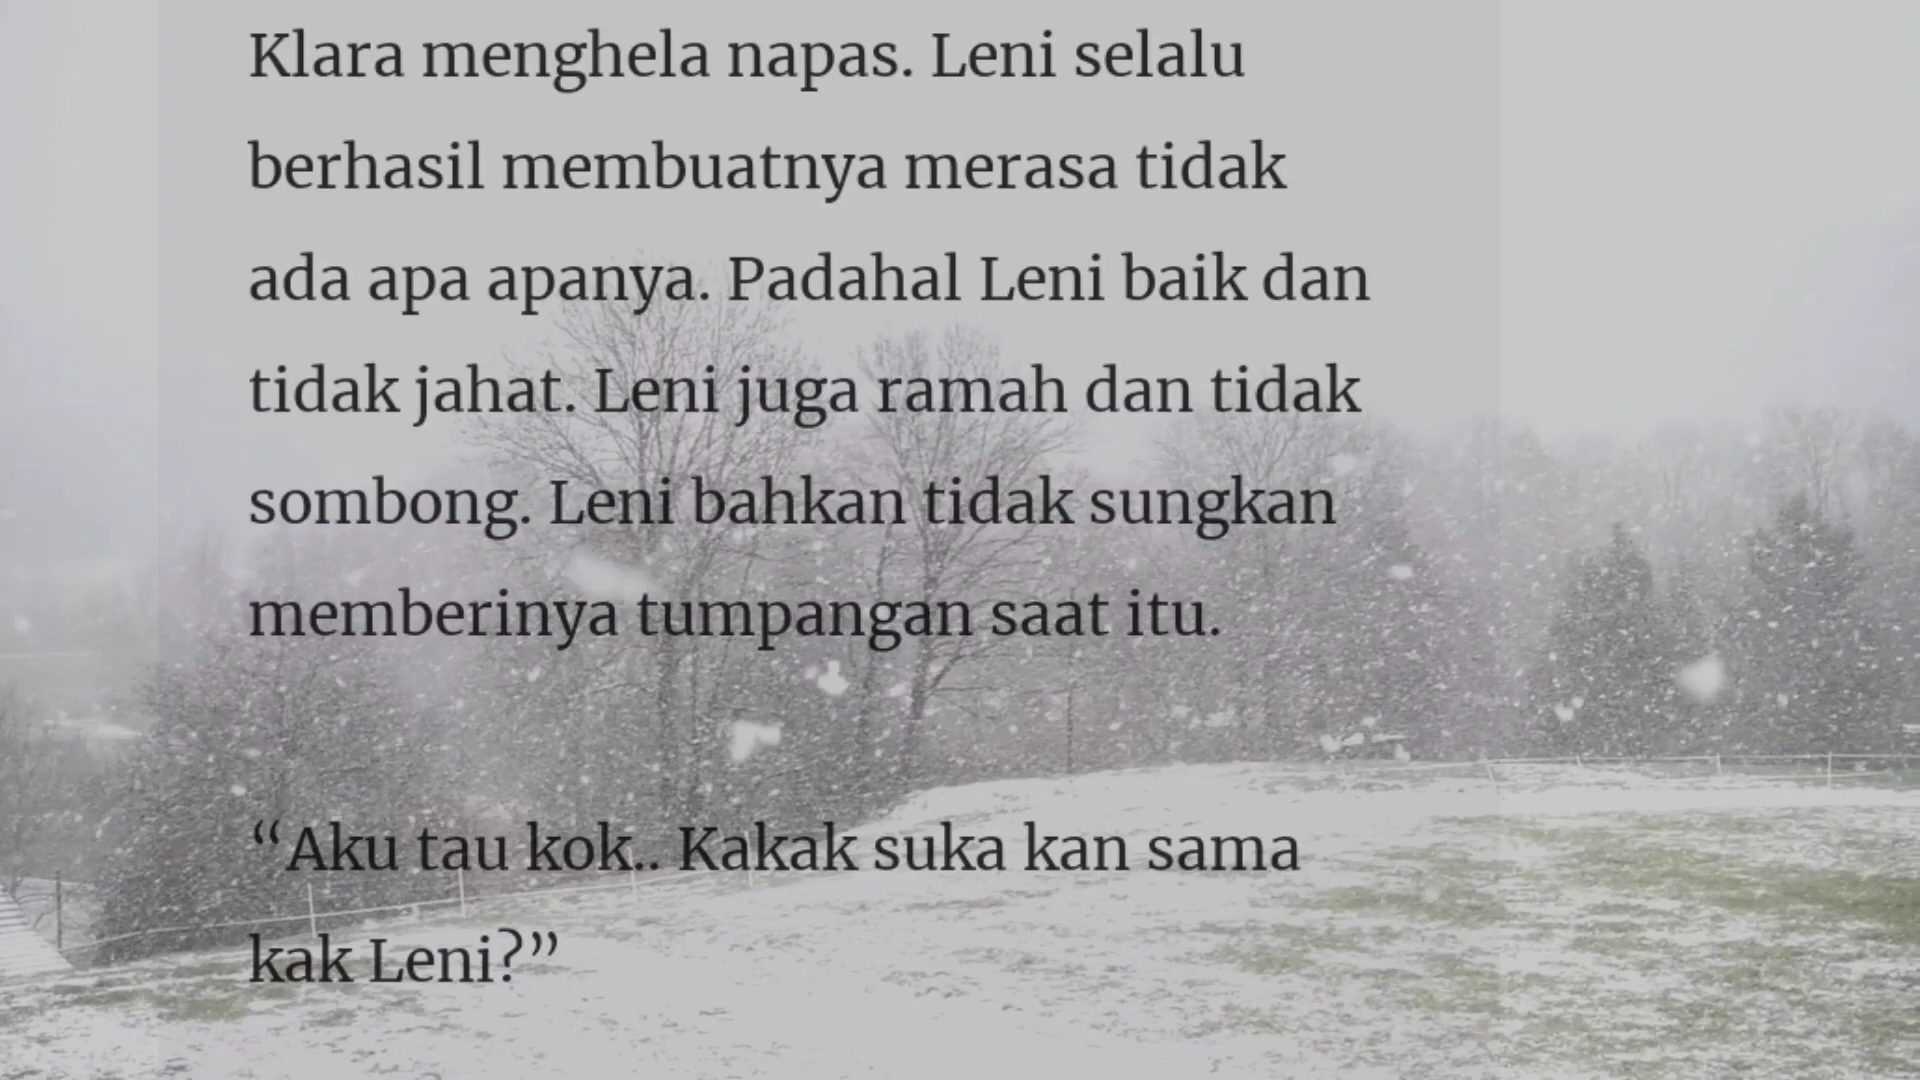 Klara menghela napas. Leni selalu
berhasil membuatnya merasa tidak
ada apa apanya. Padahal Leni baik dan
tidak jahat. Leni juga ramah dan tidak
sombong. Leni bahkan tidak sungkan
memberinya tumpangan saat itu.
“Aku tau kok.. Kakak suka kan sama
kak Leni?”